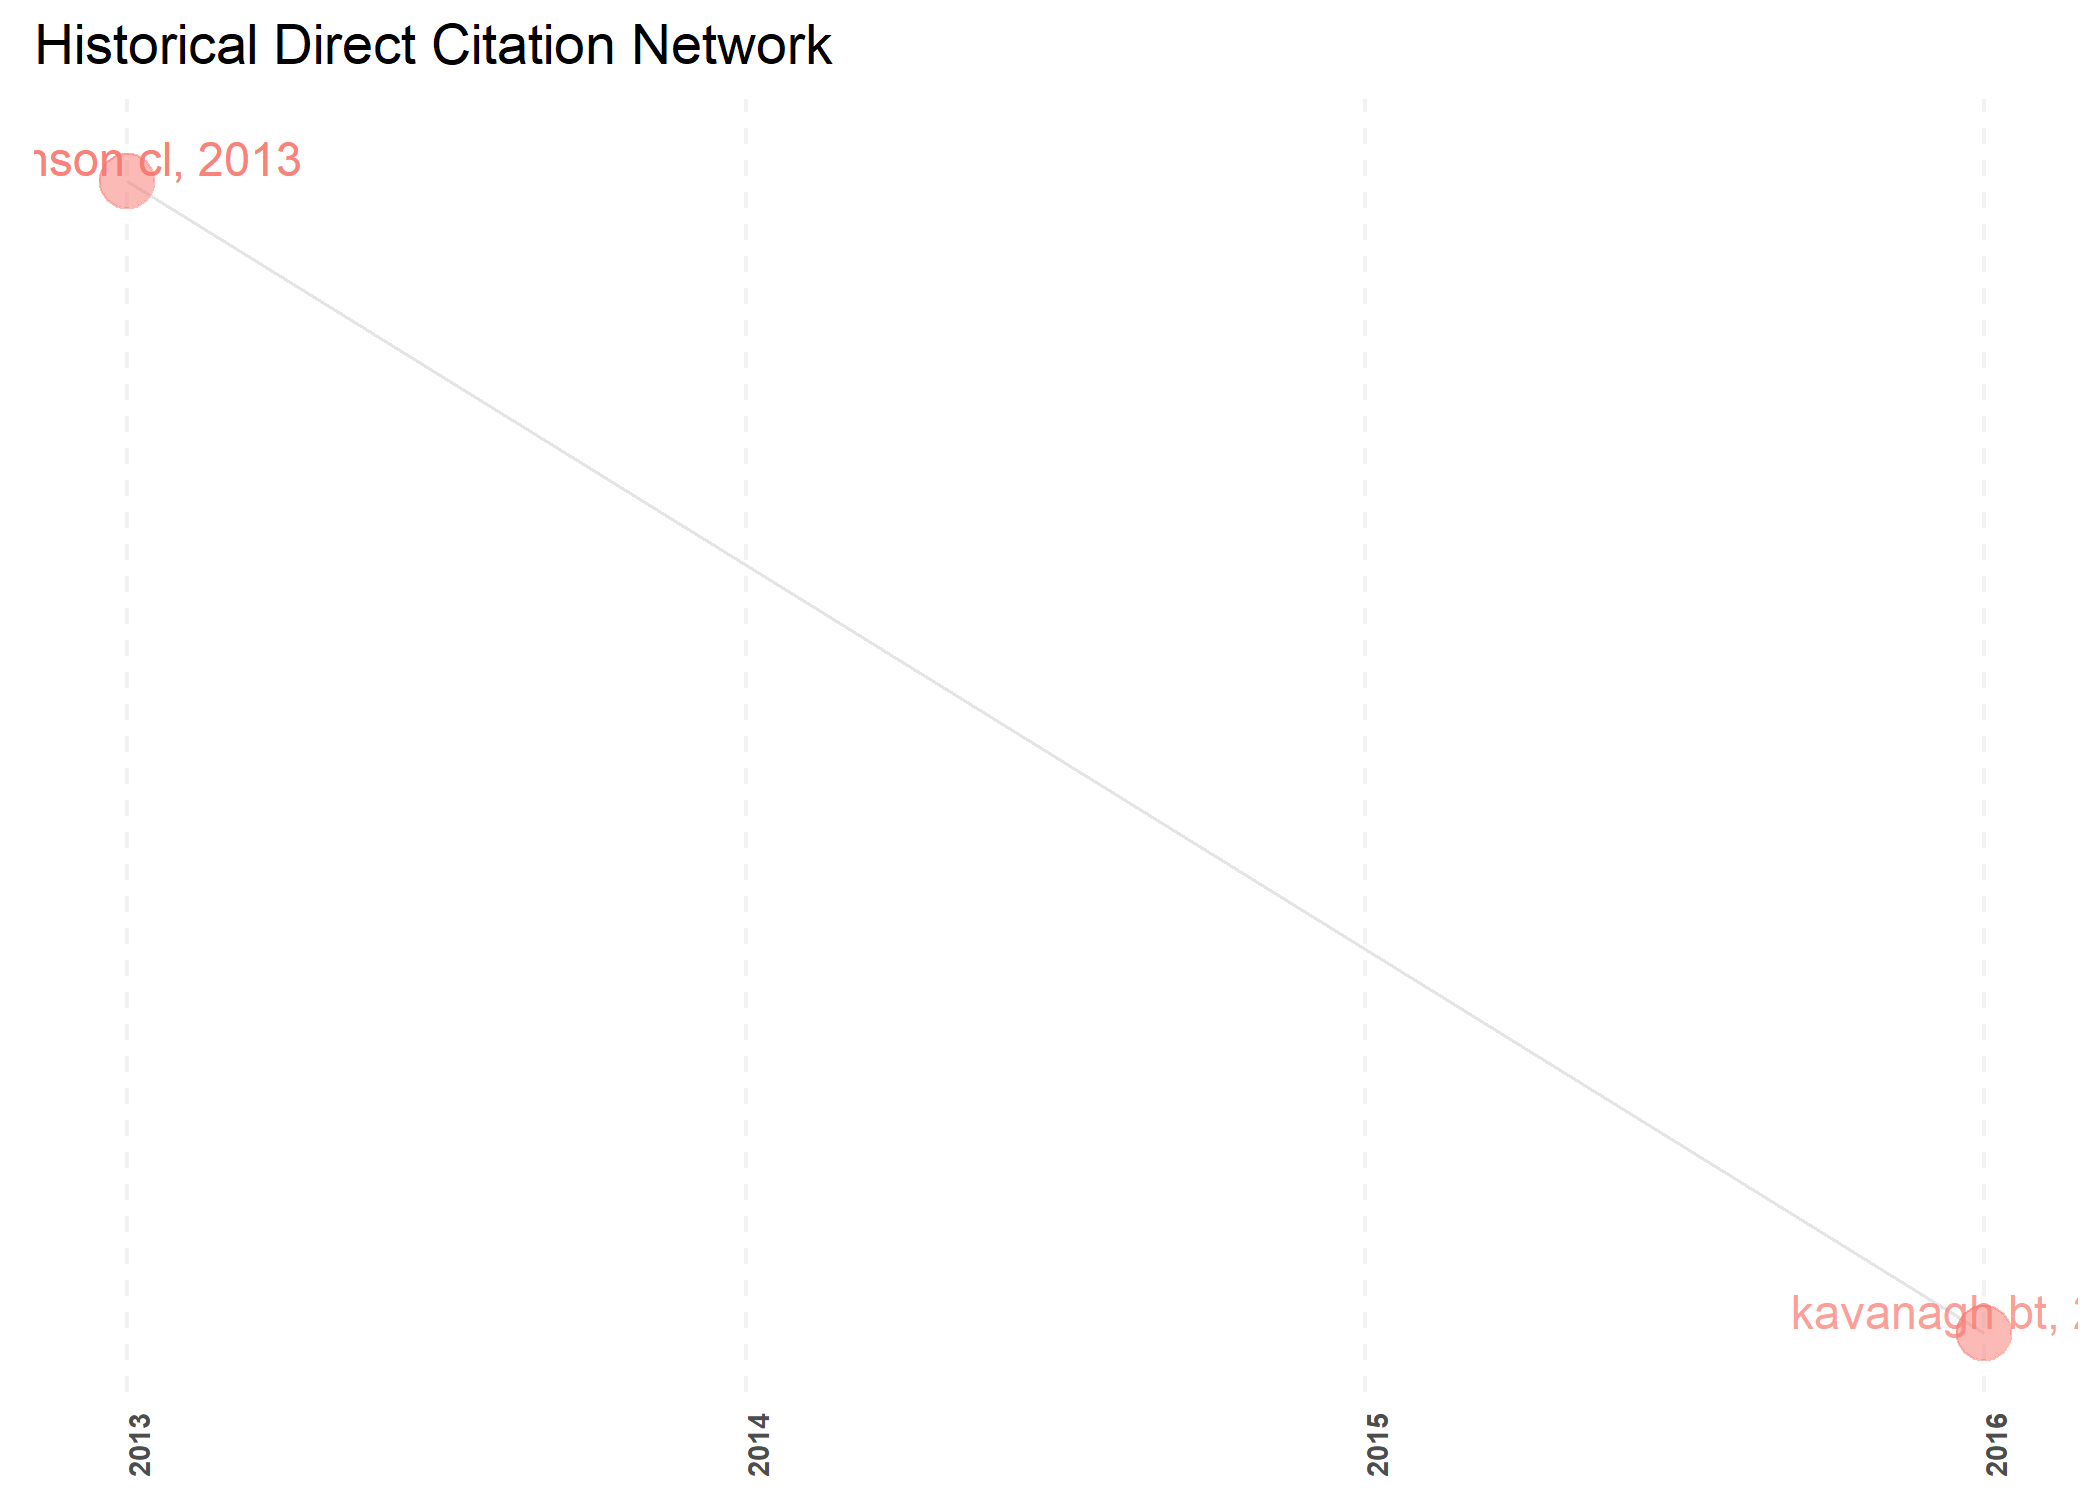 Historical Direct Citation Network
nson cl, 2013
kavanagh bt,
2013
2014
2015
2016